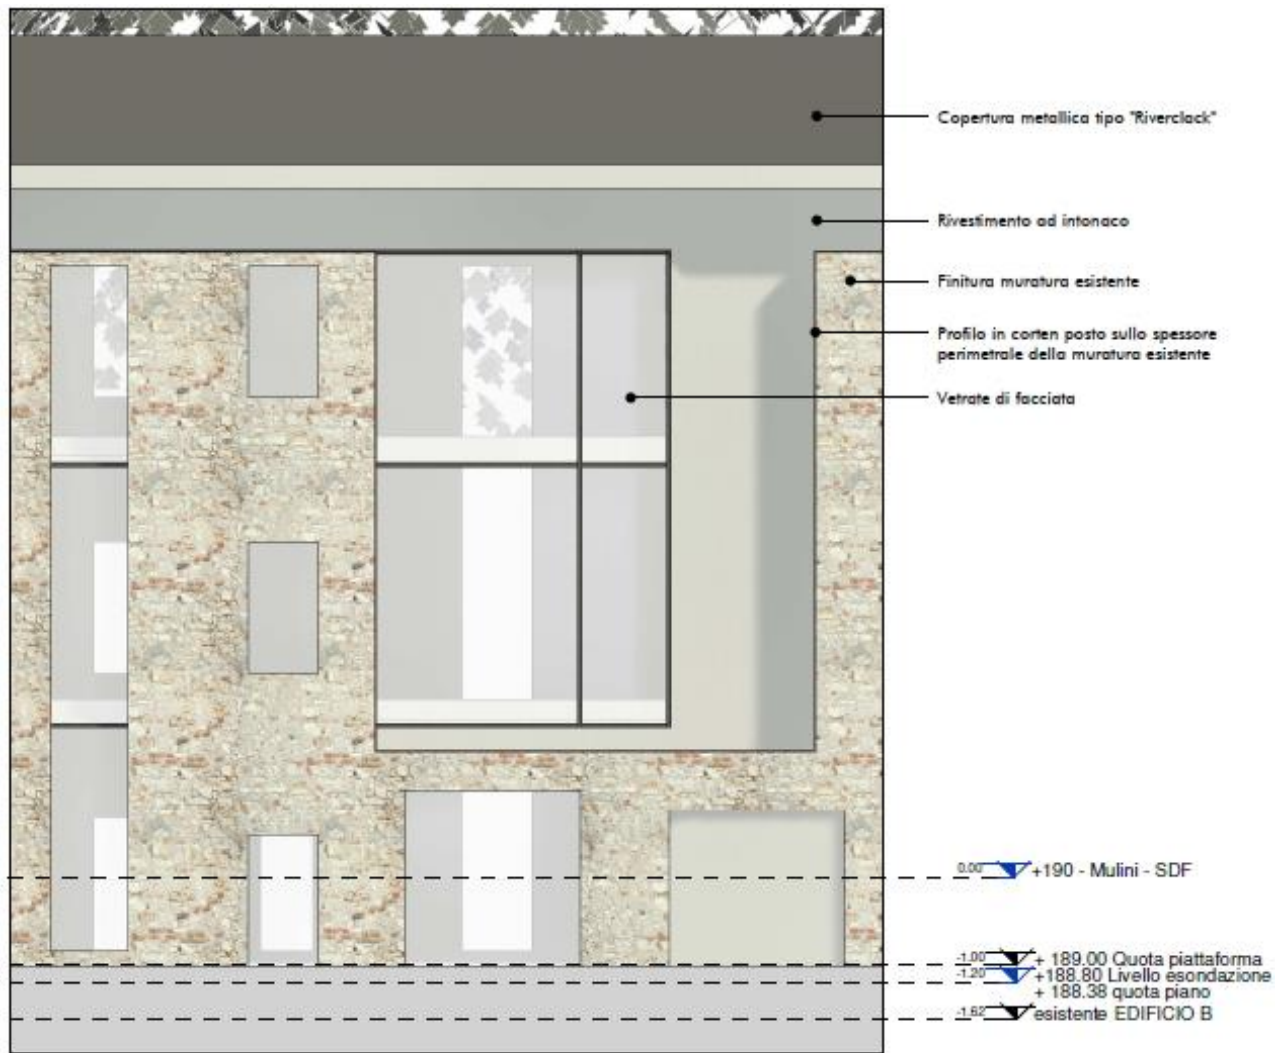 Copertura metallica tipo "Riverclack"
Rivestimento ad intonaco
Finitura muratura esistente
Profilo in corten posto sullo spessore
perimetrale della muratura esistente
Vetrate di facciata
0.00 +190 - Mulini - SDF
-1.00 + 189.00 Quota piattaforma
-1.20 +188.80 Livello esondazione
+ 188.38 quota piano
-1.62 esistente EDIFICIO B